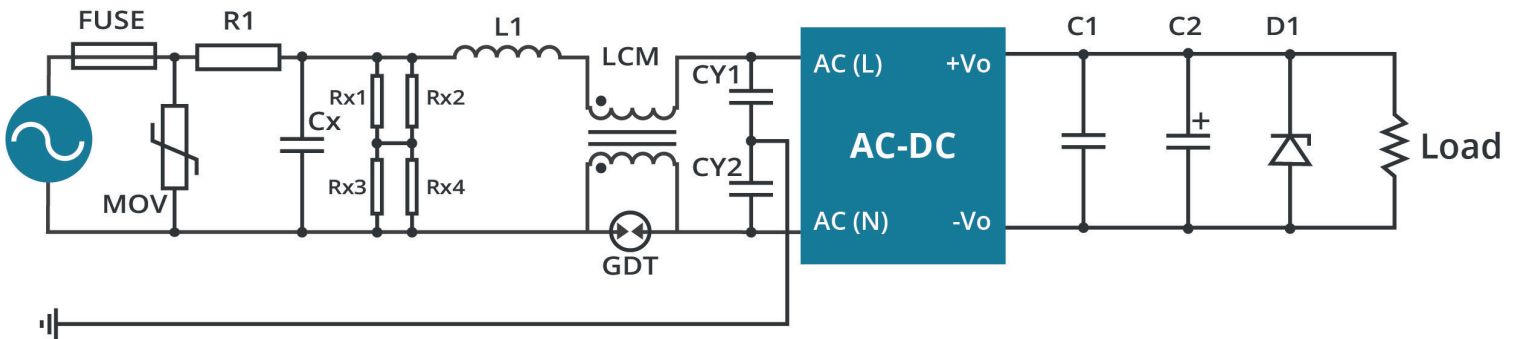 FUSE
R1
L1
LCM
CY1
AC (L)
+Vo
C1
C2
D1
Rx1
Rx2
Cx
+
AC-DC
Load
MOV
Rx3
Rx4
CY2
AC (N)
-Vo
GDT